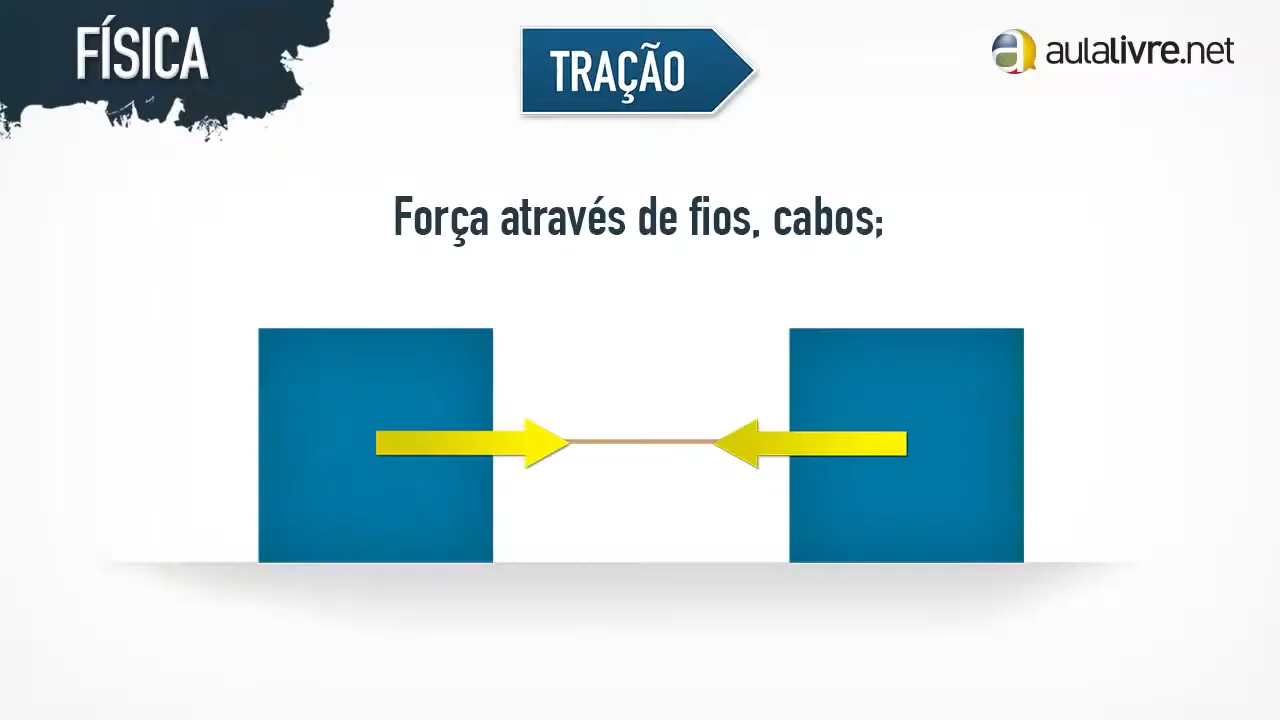 FÍSICA
TRAÇÃO
aulalivre.net
Força através de fios, cabos;